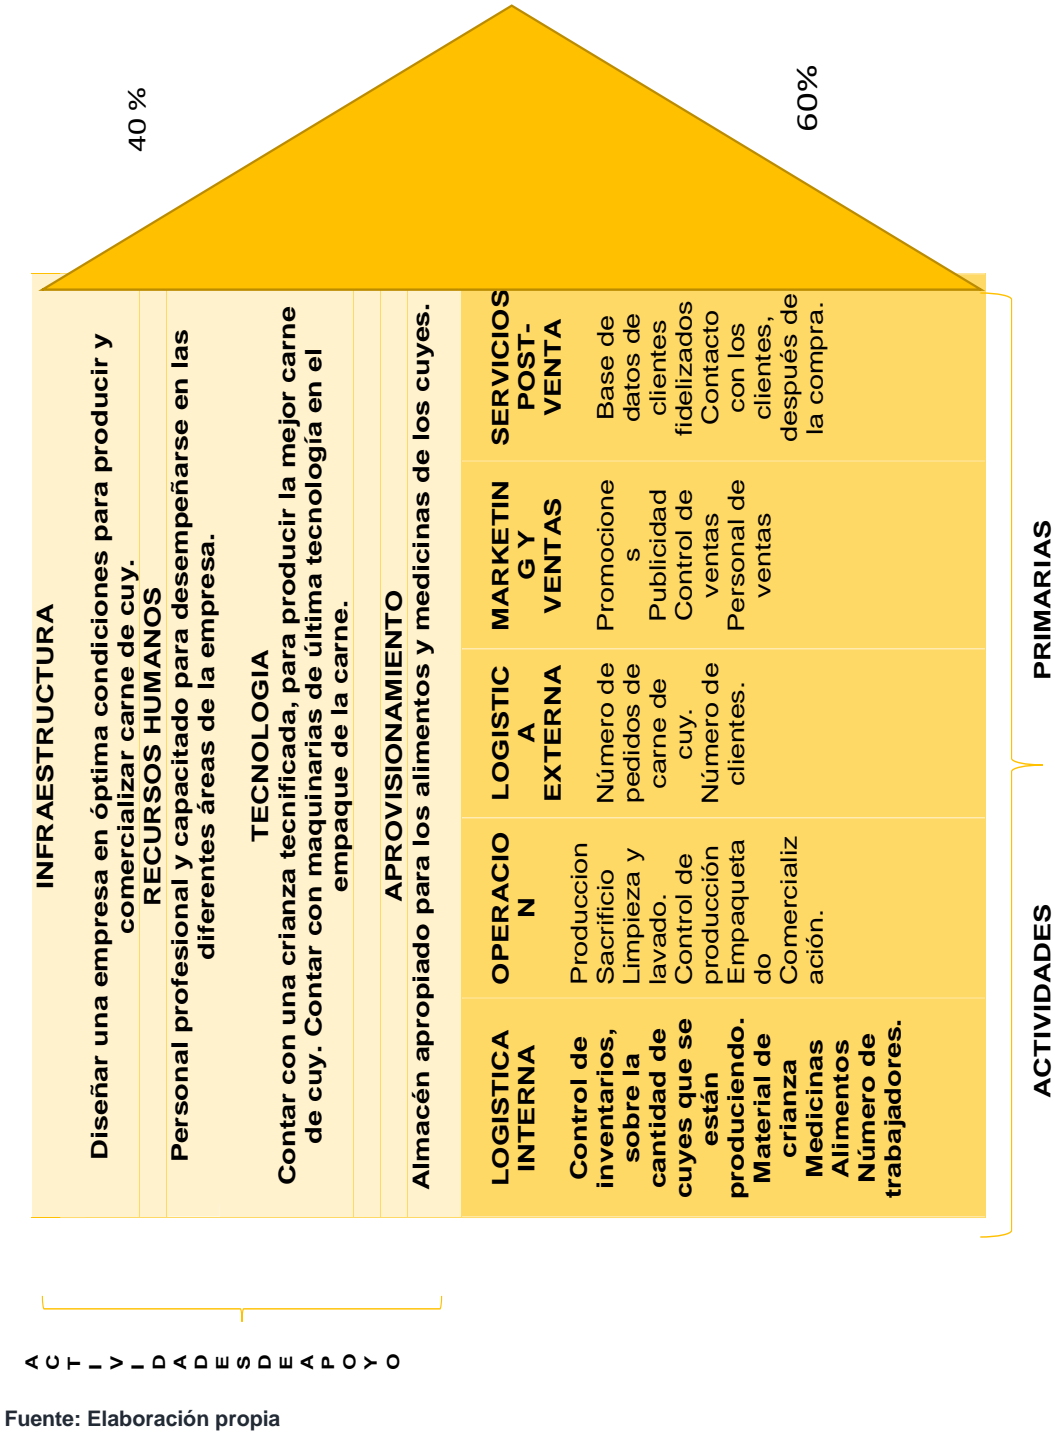 INFRAESTRUCTURA
Diseñar una empresa en óptima condiciones para producir y
comercializar carne de cuy.
RECURSOS HUMANOS
Personal profesional y capacitado para desempeñarse en las
diferentes áreas de la empresa.
TECNOLOGIA
Contar con una crianza tecnificada, para producir la mejor carne
de cuy. Contar con maquinarias de última tecnología en el
empaque de la carne.
APROVISIONAMIENTO
Almacén apropiado para los alimentos y medicinas de los cuyes.
40 %
LOGISTICA
INTERNA
Control de
inventarios,
sobre la
cantidad de
cuyes que se
están
produciendo.
Material de
crianza
Medicinas
Alimentos
Número de
trabajadores.
OPERACIO
N
Produccion
Sacrificio
Limpieza y
lavado.
Control de
producción
Empaqueta
do
Comercializ
ación.
LOGISTIC
A
EXTERNA
Número de
pedidos de
carne de
cuy.
Número de
clientes.
MARKETIN
G Y
VENTAS
Promocione
s
Publicidad
Control de
ventas
Personal de
ventas
SERVICIOS
POST-
VENTA
Base de
datos de
clientes
fidelizados
Contacto
con los
clientes,
después de
la compra.
60%
ACTIVIDADES PRIMARIAS
ACTIVIDADES DE APOYO
Fuente: Elaboración propia